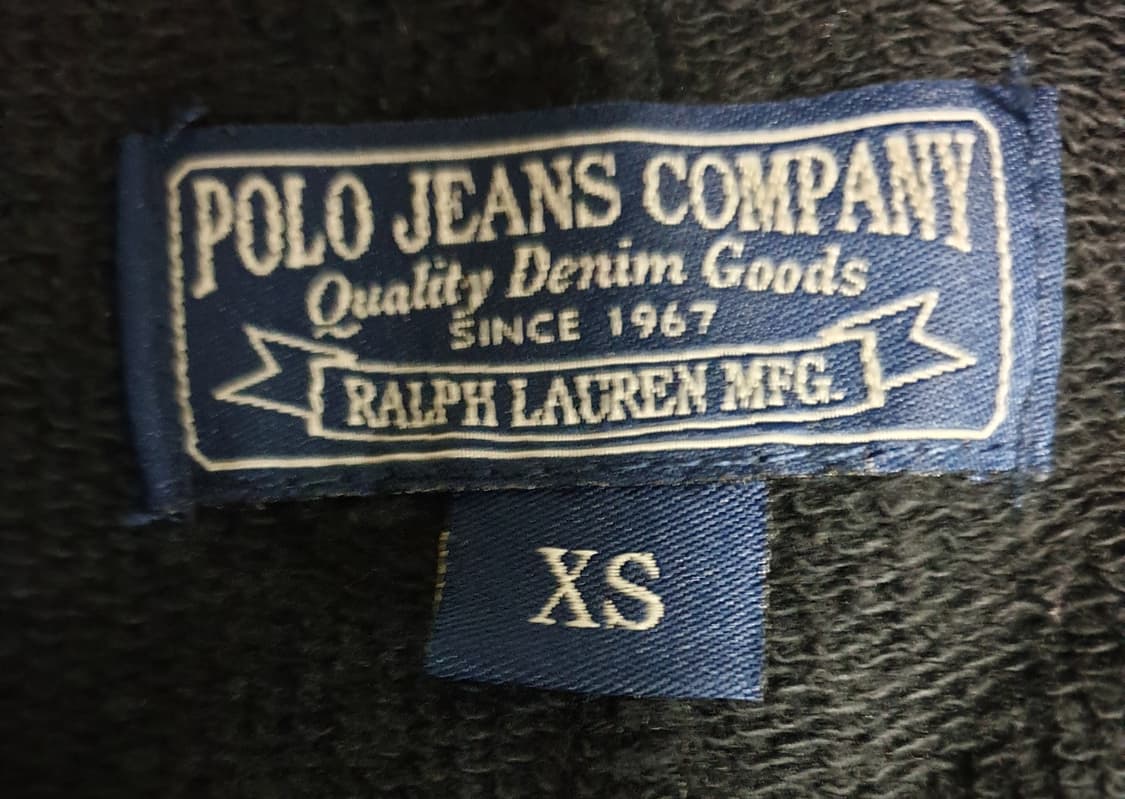 POLO JEANS COMPANY
Quality Denim Goods
SINCE 1967
RALPH LAUREN MFG.
XS